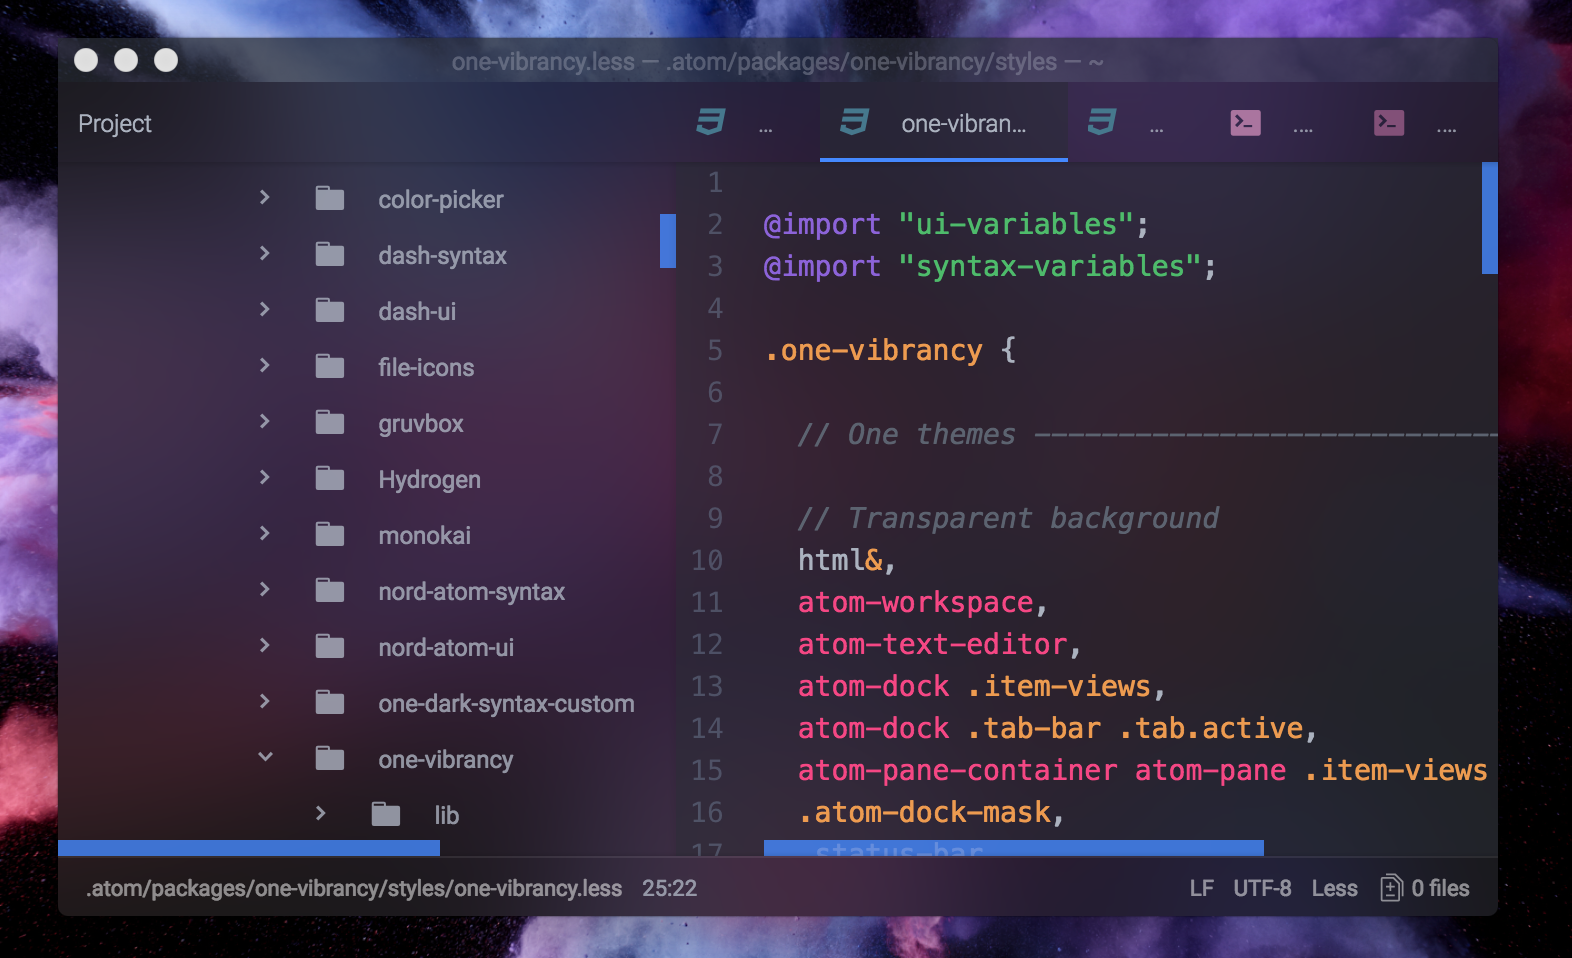 one-vibrancy.less — .atom/packages/one-vibrancy/styles — ~
Project
...
one-vibran...
...
....
....
color-picker
dash-syntax
dash-ui
file-icons
gruvbox
Hydrogen
monokai
nord-atom-syntax
nord-atom-ui
one-dark-syntax-custom
one-vibrancy
lib
1
2 @import "ui-variables";
3 @import "syntax-variables";
4
5 .one-vibrancy {
6
7 // One themes ----------------------------
8
9 // Transparent background
10 html&,
11 atom-workspace,
12 atom-text-editor,
13 atom-dock .item-views,
14 atom-dock .tab-bar .tab.active,
15 atom-pane-container atom-pane .item-views
16 .atom-dock-mask,
17 status-bar
.atom/packages/one-vibrancy/styles/one-vibrancy.less 25:22 LF UTF-8 Less 0 files